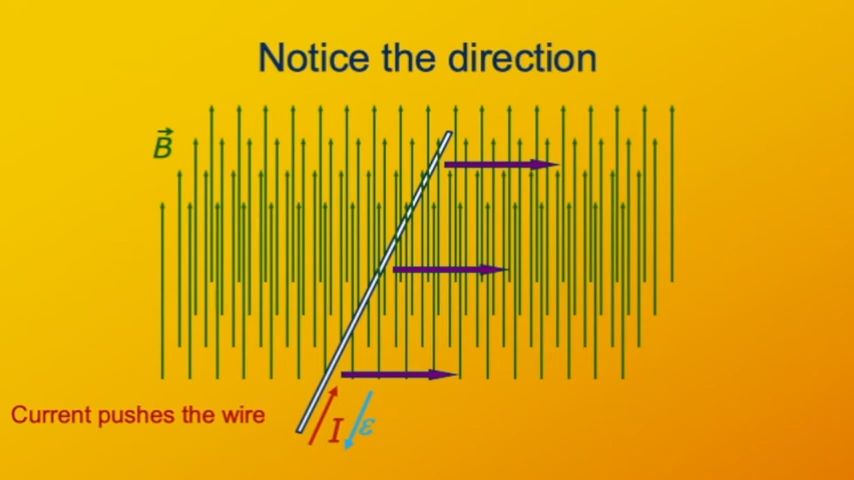 Notice the direction
B⃗
Current pushes the wire
I
ε